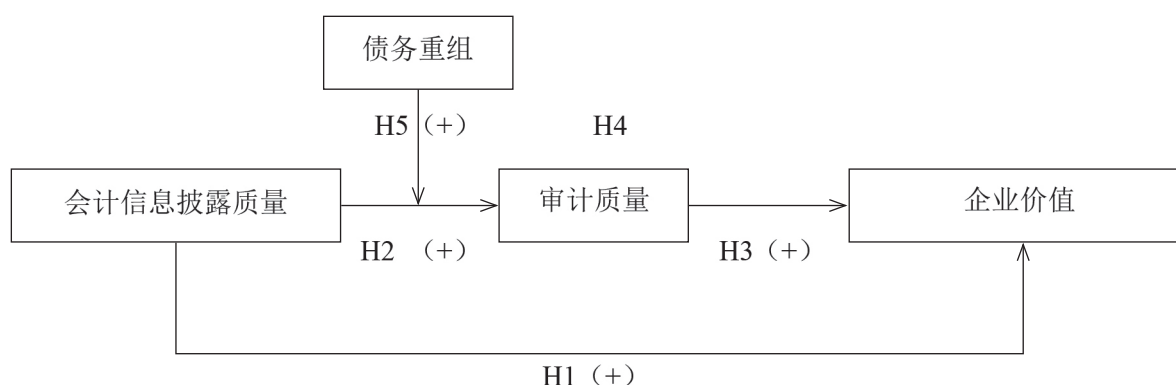 债务重组
H5（+）
H4
会计信息披露质量
审计质量
企业价值
H2 （+）
H3（+）
H1（+）